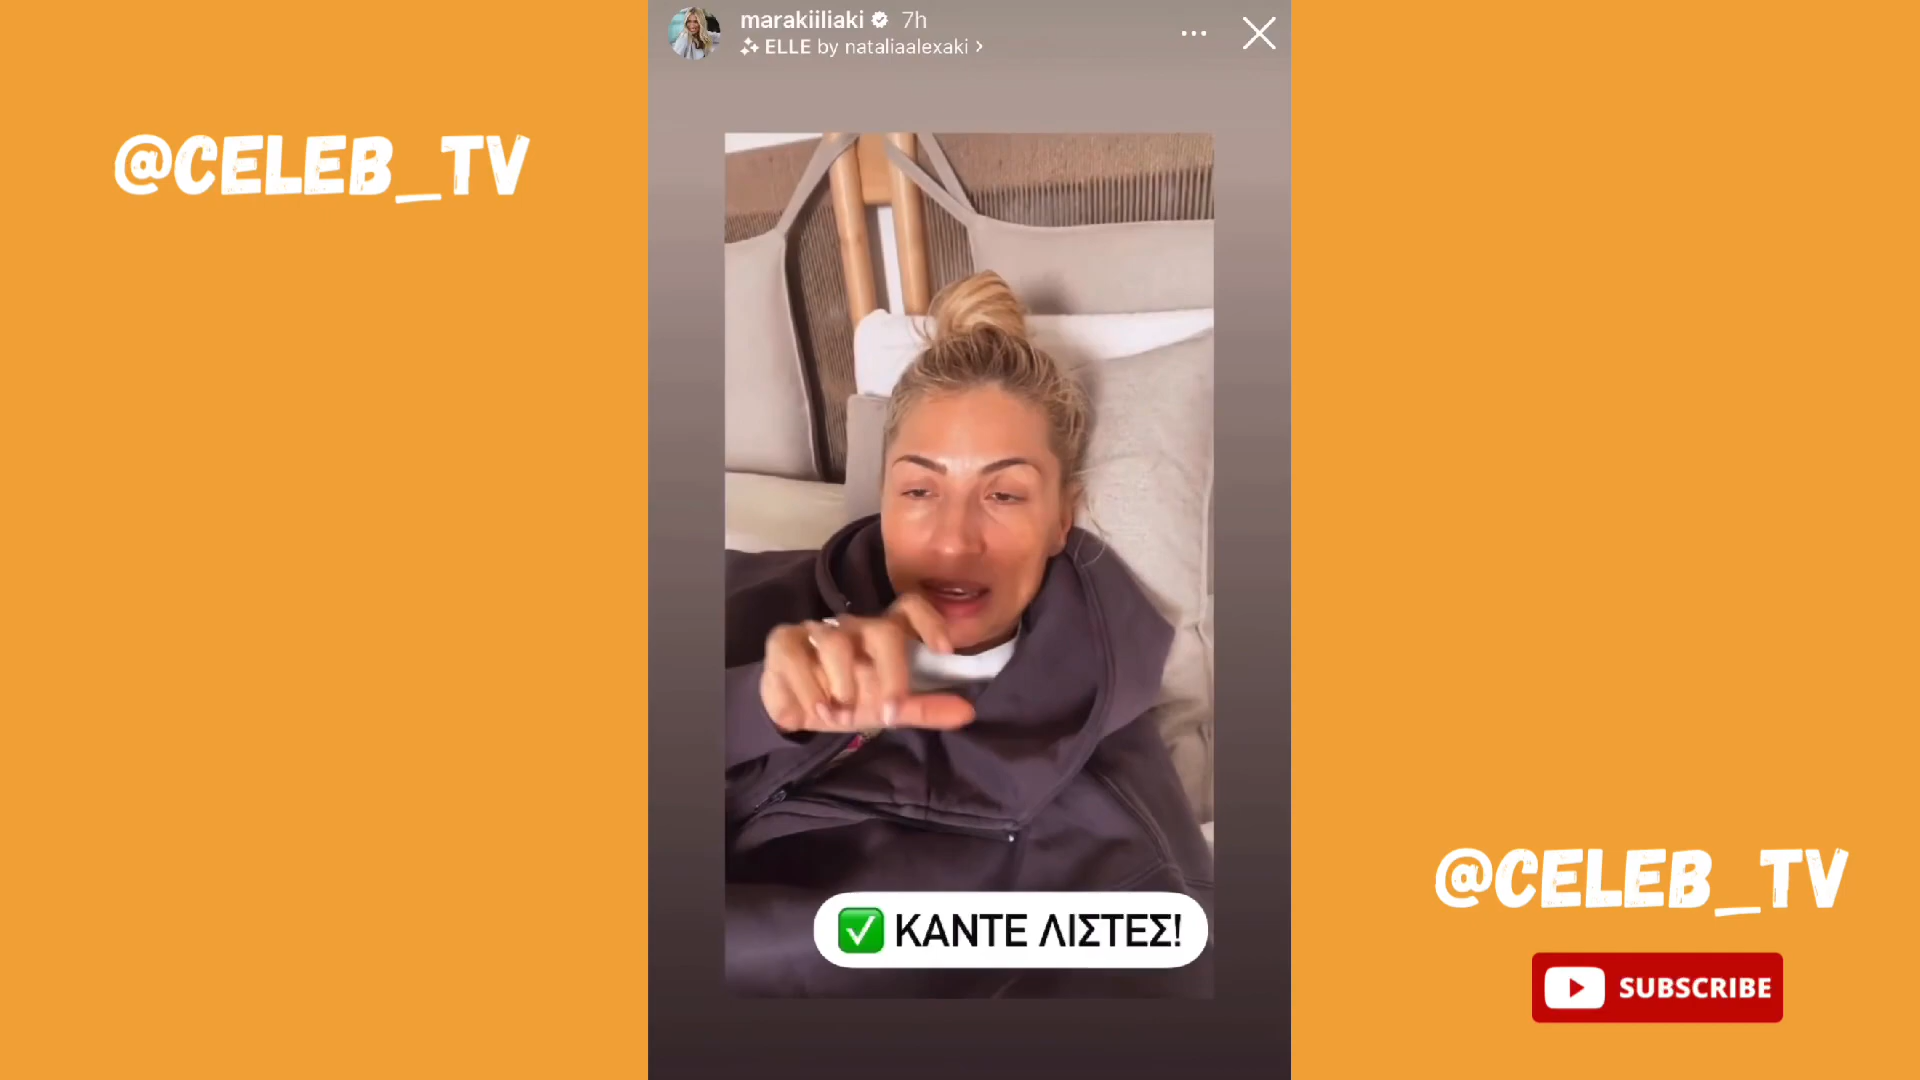 marakiiliaki 7h
ELLE by nataliaalexaki
@CELEB_TV
ΚΑΝΤΕ ΛΙΣΤΕΣ!
@CELEB_TV
SUBSCRIBE